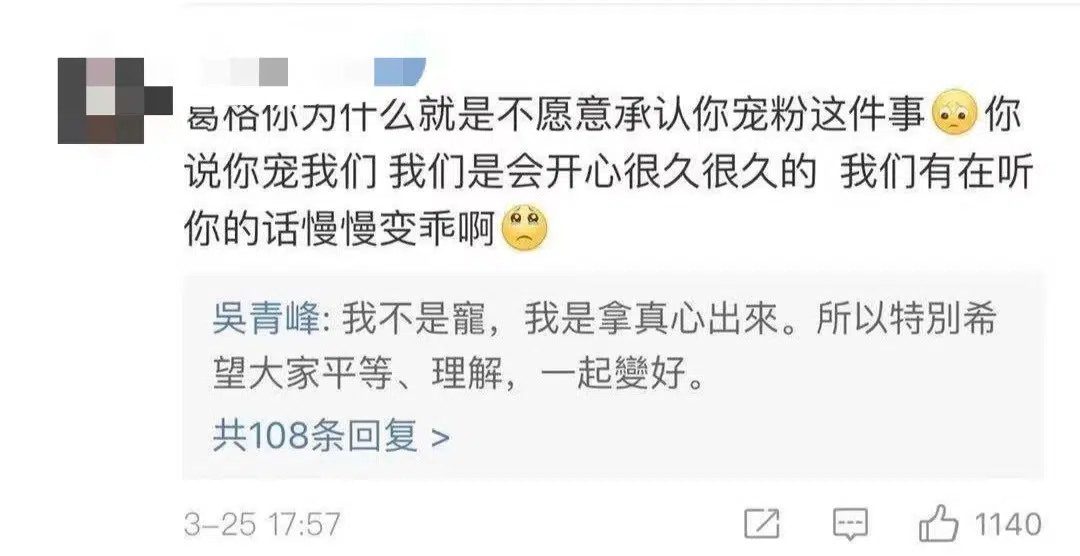 葛格你为什么就是不愿意承认你宠粉这件事🥺你
说你宠我们 我们是会开心很久很久的 我们有在听
你的话慢慢变乖啊🥺
吳青峰: 我不是寵，我是拿真心出來。所以特別希
望大家平等、理解，一起變好。
共108条回复 >
3-25 17:57
1140